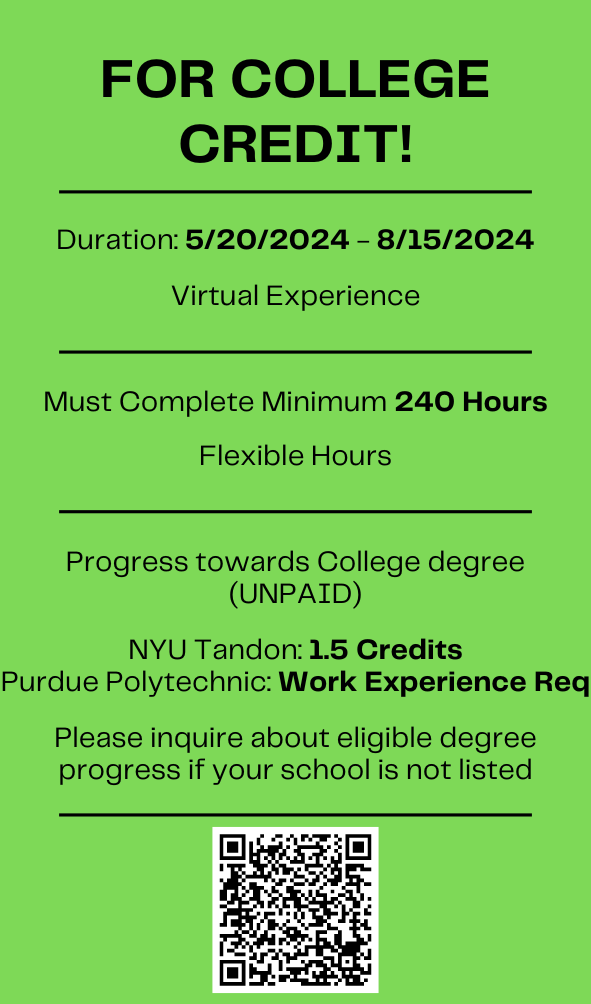 FOR COLLEGE
CREDIT!
Duration: 5/20/2024 - 8/15/2024
Virtual Experience
Must Complete Minimum 240 Hours
Flexible Hours
Progress towards College degree
(UNPAID)
NYU Tandon: 1.5 Credits
Purdue Polytechnic: Work Experience Req
Please inquire about eligible degree
progress if your school is not listed